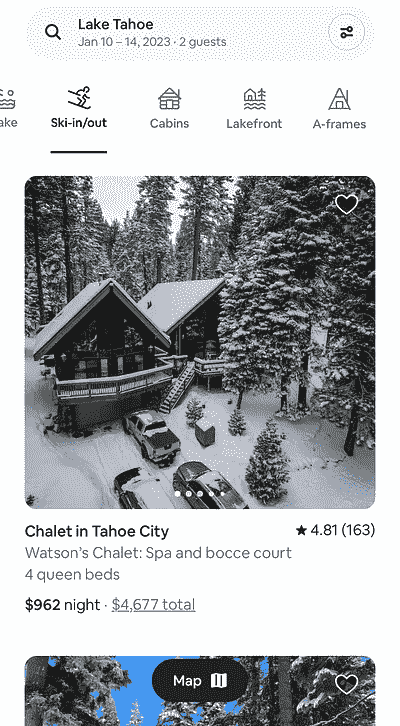 Lake Tahoe
Jan 10 – 14, 2023 · 2 guests
ake
Ski-in/out
Cabins
Lakefront
A-frames
Chalet in Tahoe City
★ 4.81 (163)
Watson's Chalet: Spa and bocce court
4 queen beds
$962 night · $4,677 total
Map